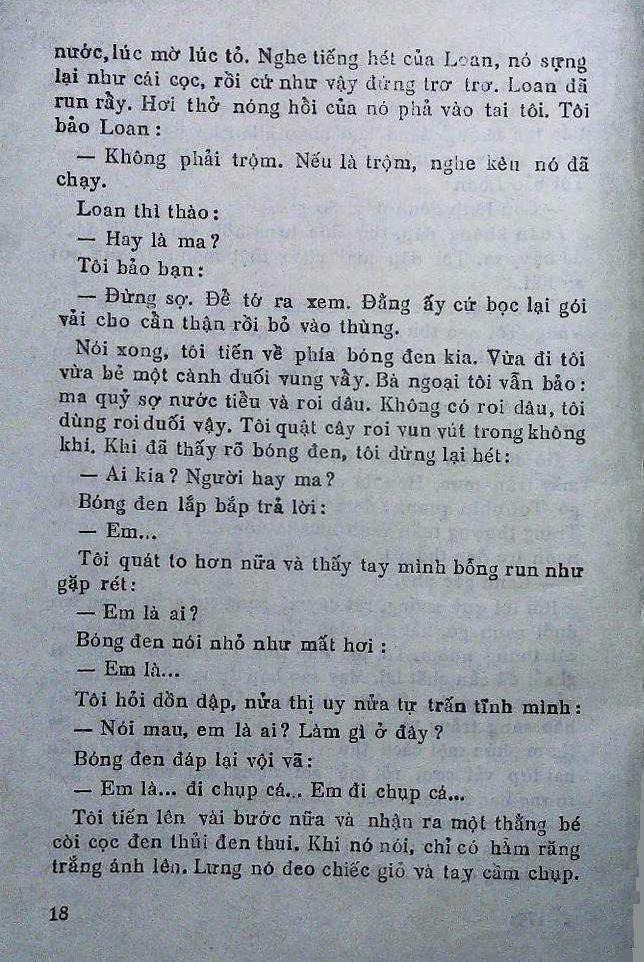 nước, lúc mờ lúc tỏ. Nghe tiếng hét của Loan, nó sựng
lại như cái cọc, rồi cứ như vậy đứng trơ trơ. Loan đã
run rẩy. Hơi thở nóng hồi của nó phả vào tai tôi. Tôi
bảo Loan :
— Không phải trộm. Nếu là trộm, nghe kêu nó đã
chạy.
Loan thì thào :
— Hay là ma ?
Tôi bảo bạn :
— Đừng sợ. Để tớ ra xem. Đằng ấy cứ bọc lại gói
vải cho cẩn thận rồi bỏ vào thùng.
Nói xong, tôi tiến về phía bóng đen kia. Vừa đi tôi
vừa bẻ một cành duối vung vẩy. Bà ngoại tôi vẫn bảo :
ma quỷ sợ nước tiểu và roi dâu. Không có roi dâu, tôi
dùng roi duối vậy. Tôi quật cây roi vun vút trong không
khí. Khi đã thấy rõ bóng đen, tôi dừng lại hét :
— Ai kia ? Người hay ma ?
Bóng đen lắp bắp trả lời :
— Em...
Tôi quát to hơn nữa và thấy tay mình bỗng run như
gặp rét :
— Em là ai ?
Bóng đen nói nhỏ như mất hơi :
— Em là...
Tôi hỏi dồn dập, nửa thị uy nửa tự trấn tĩnh mình :
— Nói mau, em là ai ? Làm gì ở đây ?
Bóng đen đáp lại vội vã :
— Em là... đi chụp cá... Em đi chụp cá...
Tôi tiến lên vài bước nữa và nhận ra một thằng bé
còi cọc đen thủi đen thui. Khi nó nói, chỉ có hàm răng
trắng ánh lên. Lưng nó đeo chiếc giỏ và tay cầm chụp.
18